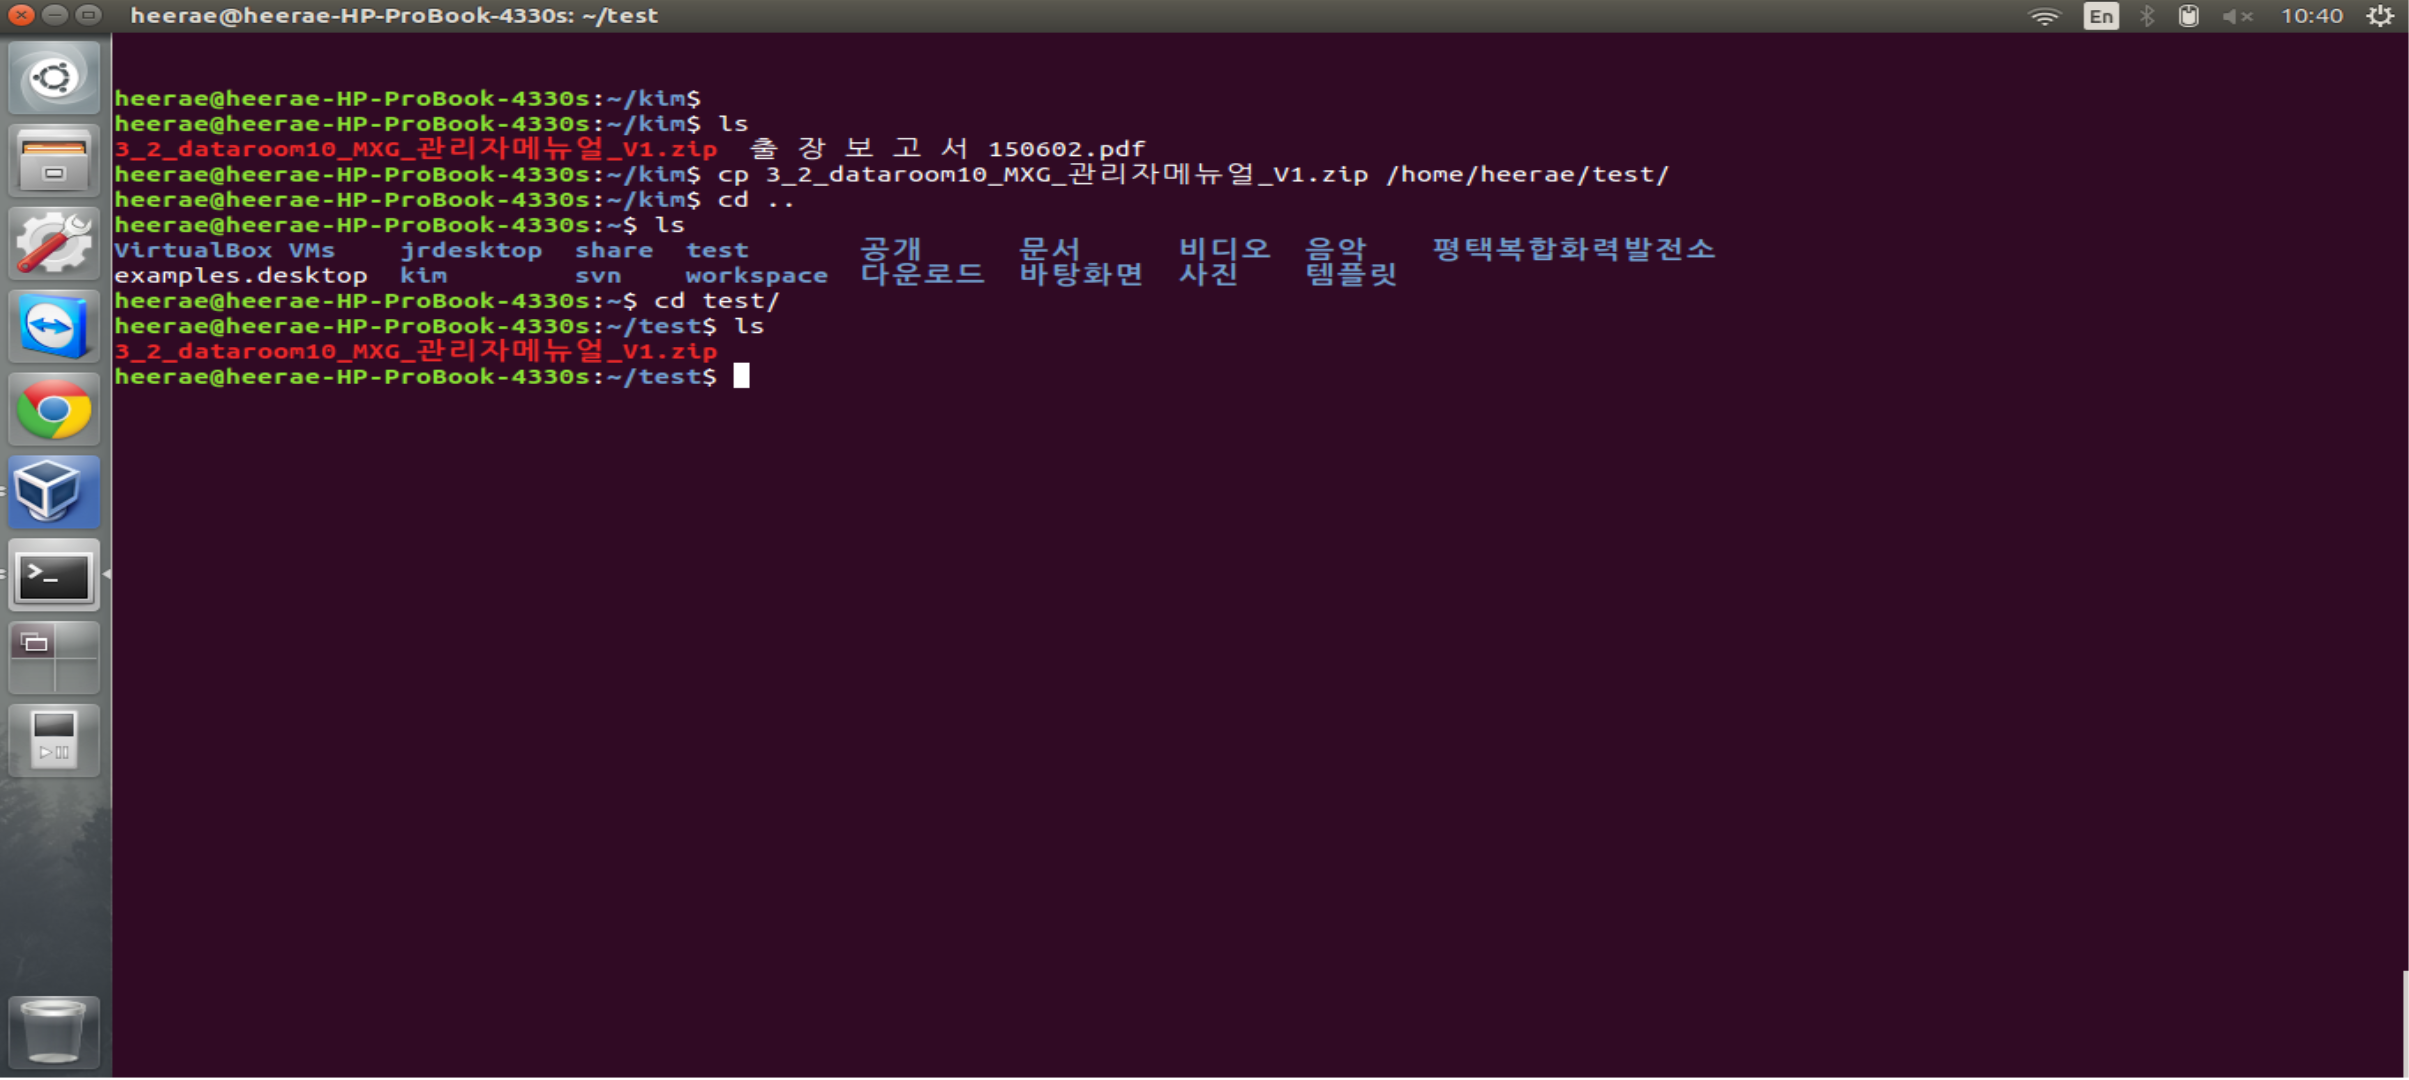 heerae@heerae-HP-ProBook-4330s: ~/test
En
10:40
heerae@heerae-HP-ProBook-4330s:~/kim$
heerae@heerae-HP-ProBook-4330s:~/kim$ ls
3_2_dataroom10_MXG_관리자메뉴얼_V1.zip  출 장 보 고 서 150602.pdf
heerae@heerae-HP-ProBook-4330s:~/kim$ cp 3_2_dataroom10_MXG_관리자메뉴얼_V1.zip /home/heerae/test/
heerae@heerae-HP-ProBook-4330s:~/kim$ cd ..
heerae@heerae-HP-ProBook-4330s:~$ ls
VirtualBox VMs    jrdesktop  share  test       공개      문서      비디오  음악    평택복합화력발전소
examples.desktop  kim        svn    workspace  다운로드  바탕화면  사진    템플릿
heerae@heerae-HP-ProBook-4330s:~$ cd test/
heerae@heerae-HP-ProBook-4330s:~/test$ ls
3_2_dataroom10_MXG_관리자메뉴얼_V1.zip
heerae@heerae-HP-ProBook-4330s:~/test$
>_